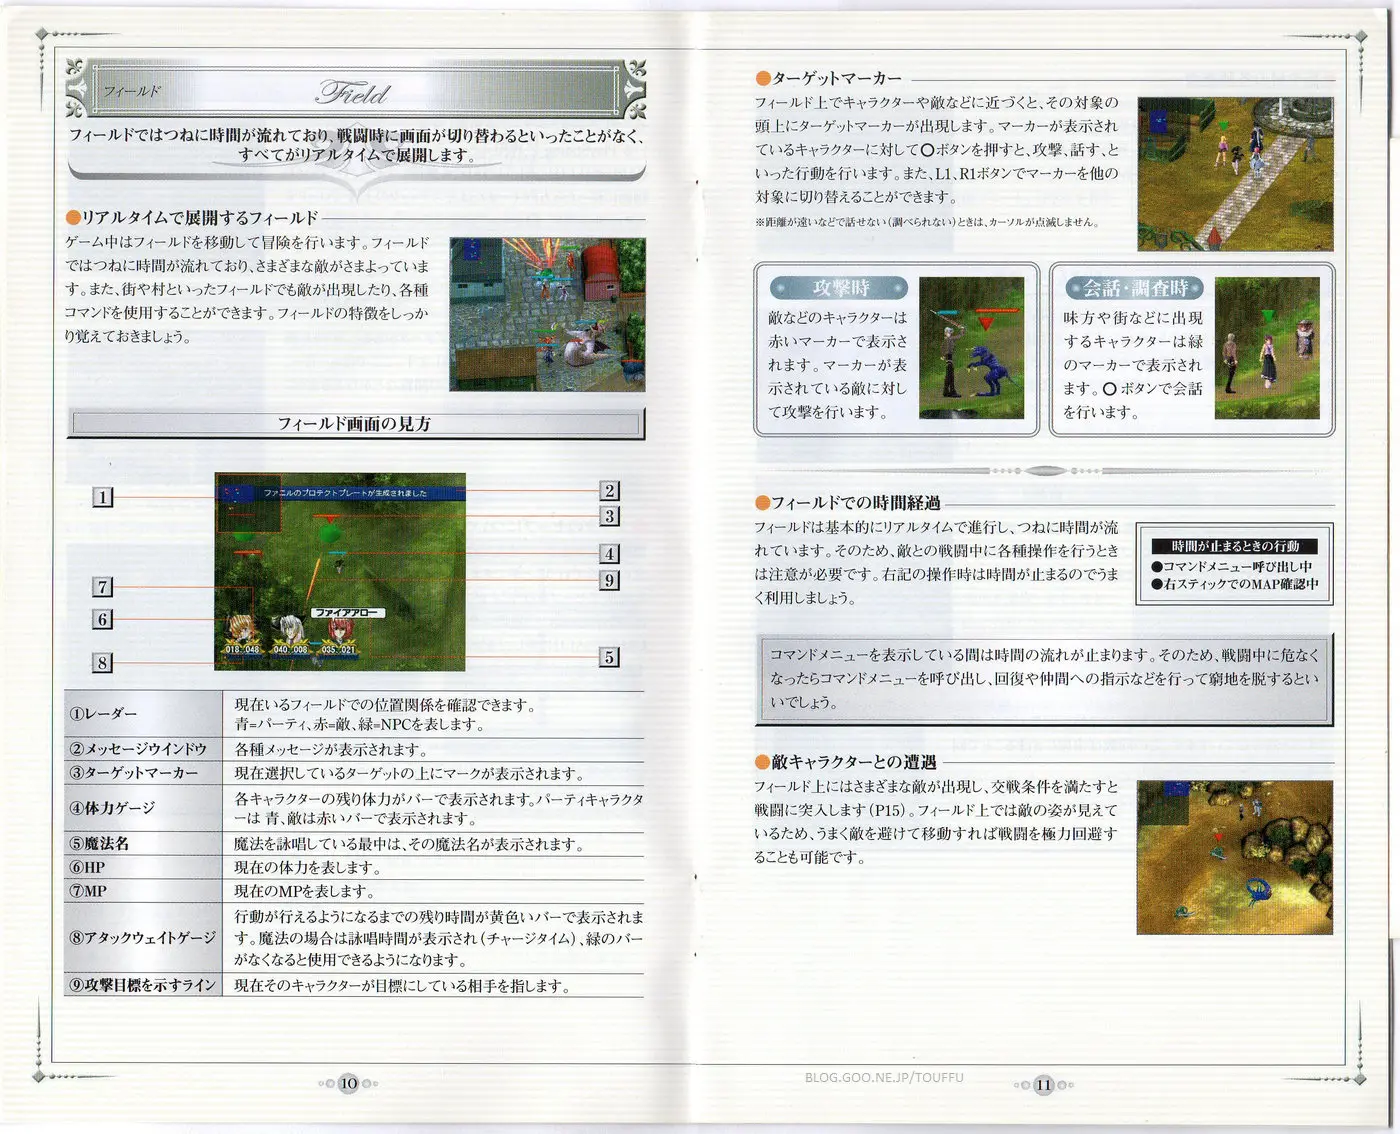 フィールド
Field
フィールドではつねに時間が流れており、戦闘時に画面が切り替わるといったことがなく、
すべてがリアルタイムで展開します。
●リアルタイムで展開するフィールド
ゲーム中はフィールドを移動して冒険を行います。フィールド
ではつねに時間が流れており、さまざまな敵がさまよっていま
す。また、街や村といったフィールドでも敵が出現したり、各種
コマンドを使用することができます。フィールドの特徴をしっか
り覚えておきましょう。
フィールド画面の見方
1
2
3
4
9
7
6
8
5
ファニルのプロテクトプレートが生成されました
ファイアアロー
018:048
040:008
035:021
①レーダー
現在いるフィールドでの位置関係を確認できます。
青=パーティ、赤=敵、緑=NPCを表します。
②メッセージウインドウ
各種メッセージが表示されます。
③ターゲットマーカー
現在選択しているターゲットの上にマークが表示されます。
④体力ゲージ
各キャラクターの残り体力がバーで表示されます。パーティキャラクタ
ーは 青、敵は赤いバーで表示されます。
⑤魔法名
魔法を詠唱している最中は、その魔法名が表示されます。
⑥HP
現在の体力を表します。
⑦MP
現在のMPを表します。
⑧アタックウェイトゲージ
行動が行えるようになるまでの残り時間が黄色いバーで表示されま
す。魔法の場合は詠唱時間が表示され(チャージタイム)、緑のバー
がなくなると使用できるようになります。
⑨攻撃目標を示すライン
現在そのキャラクターが目標にしている相手を指します。
10
●ターゲットマーカー
フィールド上でキャラクターや敵などに近づくと、その対象の
頭上にターゲットマーカーが出現します。マーカーが表示され
ているキャラクターに対して○ボタンを押すと、攻撃、話す、と
いった行動を行います。また、L1、R1ボタンでマーカーを他の
対象に切り替えることができます。
※距離が遠いなどで話せない(調べられない)ときは、カーソルが点滅しません。
攻撃時
敵などのキャラクターは
赤いマーカーで表示さ
れます。マーカーが表
示されている敵に対し
て攻撃を行います。
会話・調査時
味方や街などに出現
するキャラクターは緑
のマーカーで表示され
ます。○ボタンで会話
を行います。
●フィールドでの時間経過
フィールドは基本的にリアルタイムで進行し、つねに時間が流
れています。そのため、敵との戦闘中に各種操作を行うとき
は注意が必要です。右記の操作時は時間が止まるのでうま
く利用しましょう。
時間が止まるときの行動
●コマンドメニュー呼び出し中
●右スティックでのMAP確認中
コマンドメニューを表示している間は時間の流れが止まります。そのため、戦闘中に危なく
なったらコマンドメニューを呼び出し、回復や仲間への指示などを行って窮地を脱するとい
いでしょう。
●敵キャラクターとの遭遇
フィールド上にはさまざまな敵が出現し、交戦条件を満たすと
戦闘に突入します(P15)。フィールド上では敵の姿が見えて
いるため、うまく敵を避けて移動すれば戦闘を極力回避す
ることも可能です。
BLOG.GOO.NE.JP/TOUFFU
11